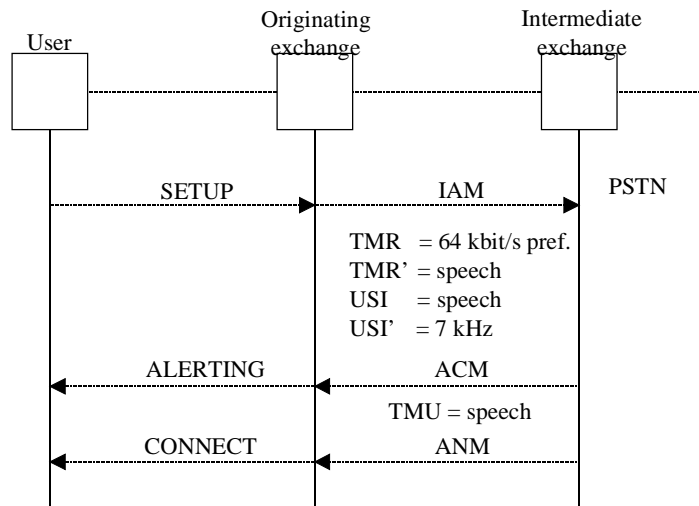 User
Originating
exchange
Intermediate
exchange
SETUP
IAM
PSTN
TMR = 64 kbit/s pref.
TMR’ = speech
USI = speech
USI’ = 7 kHz
ALERTING
ACM
TMU = speech
CONNECT
ANM